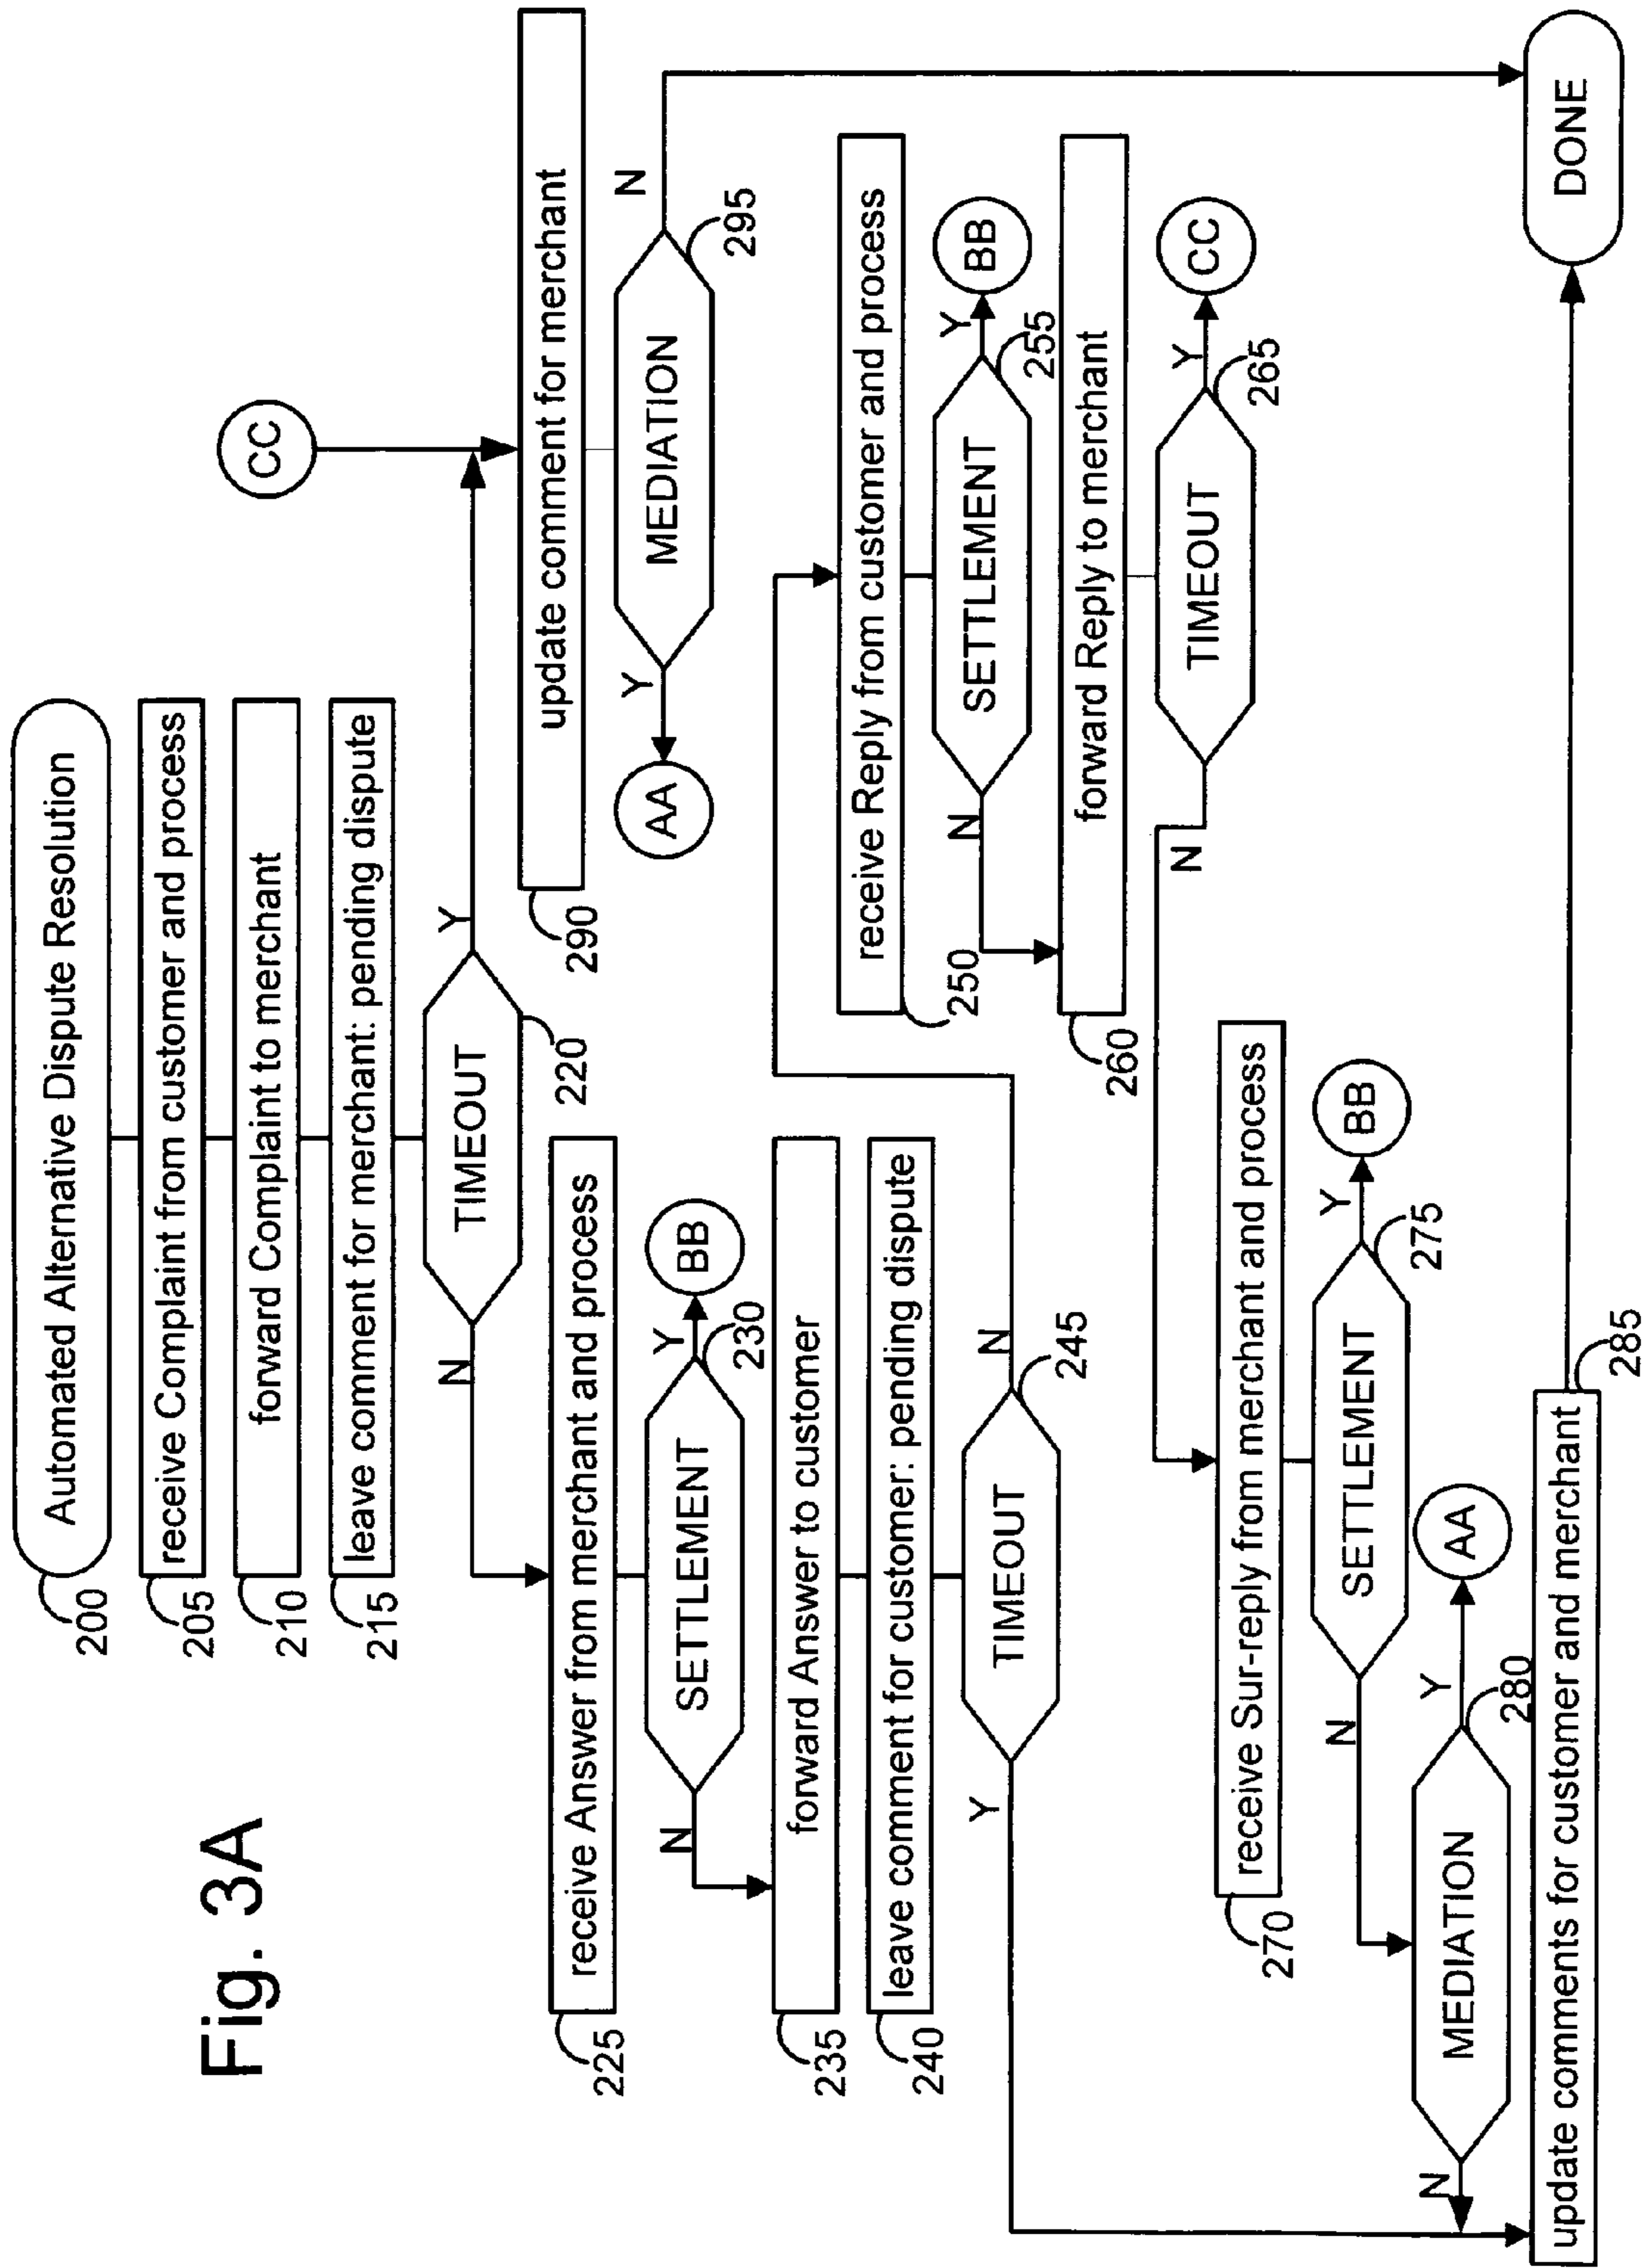 Fig. 3A
Automated Alternative Dispute Resolution
200
receive Complaint from customer and process
205
forward Complaint to merchant
210
leave comment for merchant: pending dispute
215
TIMEOUT
220
N
Y
CC
update comment for merchant
290
MEDIATION
295
Y
N
AA
receive Answer from merchant and process
225
SETTLEMENT
230
N
Y
BB
forward Answer to customer
235
leave comment for customer: pending dispute
240
TIMEOUT
245
Y
N
receive Reply from customer and process
250
SETTLEMENT
255
N
Y
BB
forward Reply to merchant
260
TIMEOUT
265
N
Y
CC
receive Sur-reply from merchant and process
270
SETTLEMENT
275
N
Y
BB
MEDIATION
280
N
Y
AA
update comments for customer and merchant
285
DONE